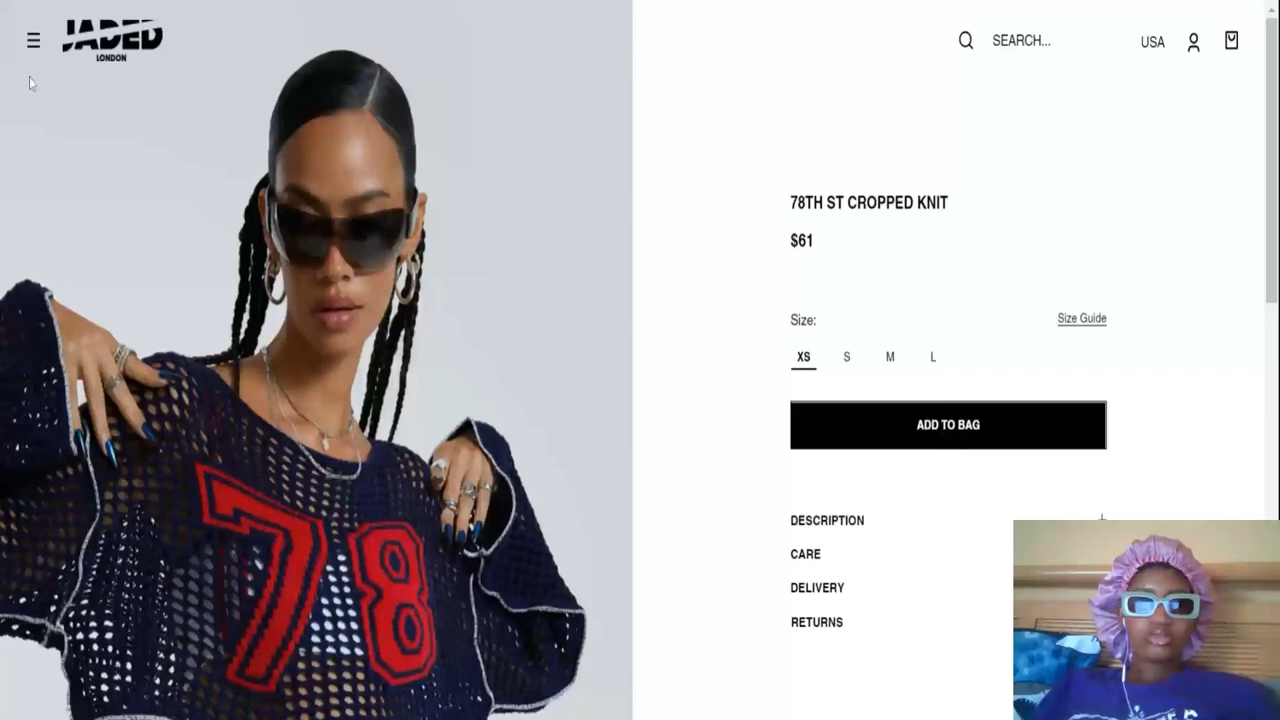 JADED
LONDON
SEARCH...
USA
78TH ST CROPPED KNIT
$61
Size:
Size Guide
XS S M L
ADD TO BAG
DESCRIPTION
CARE
DELIVERY
RETURNS
78